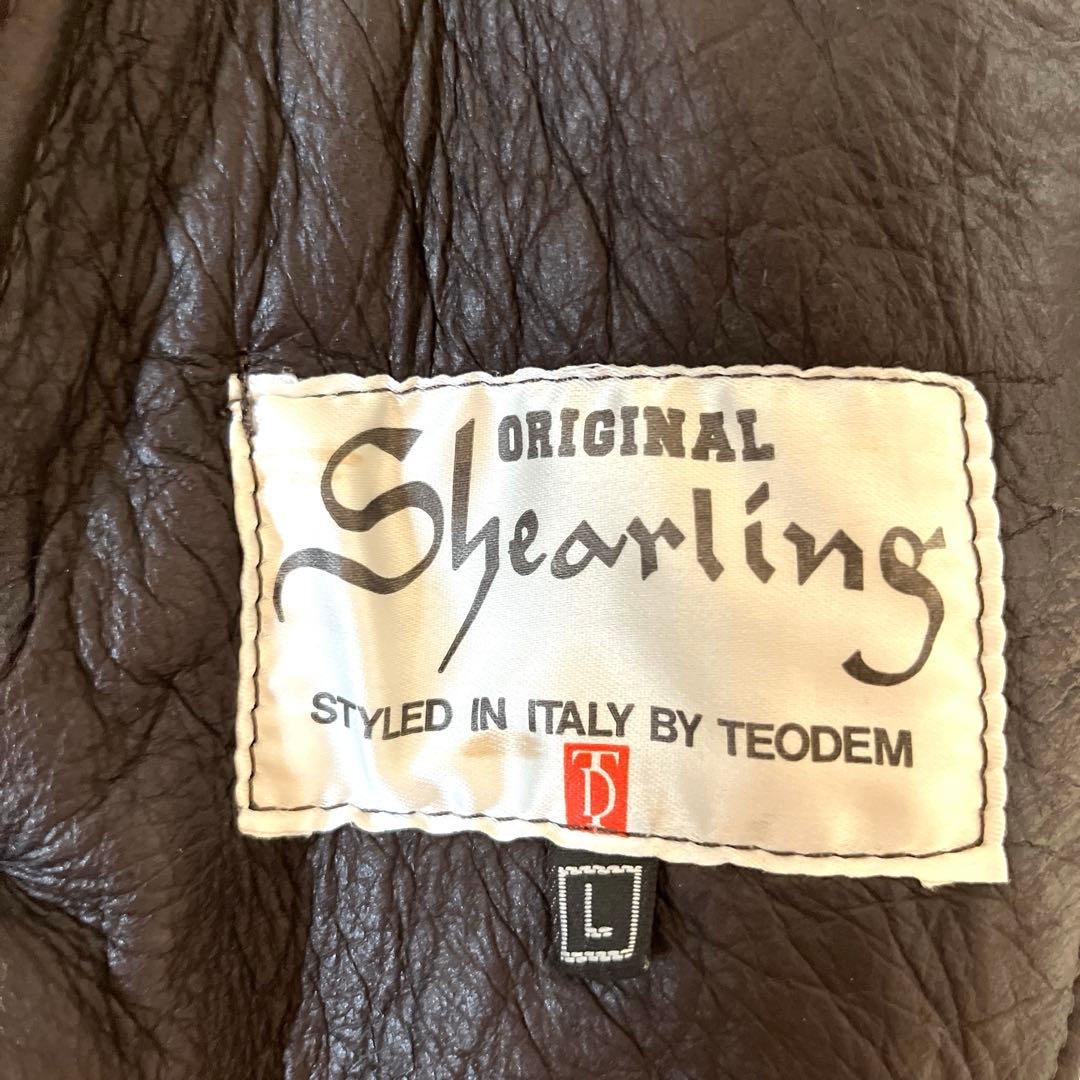 ORIGINAL
Shearling
STYLED IN ITALY BY TEODEM
TD
L